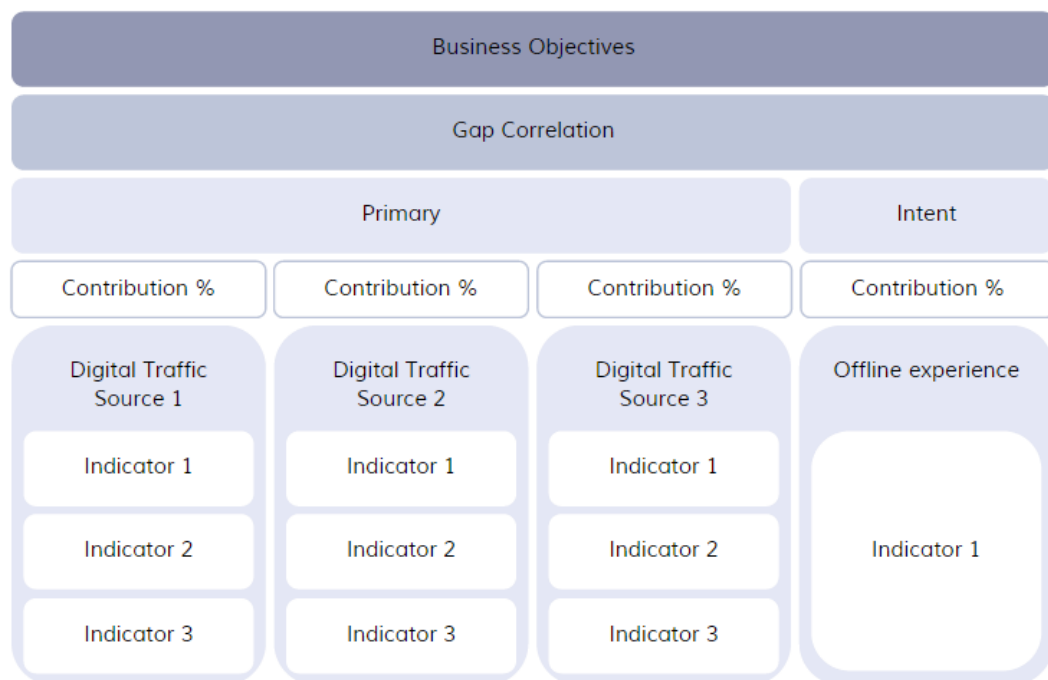 Business Objectives
Gap Correlation
Primary
Intent
Contribution %
Contribution %
Contribution %
Contribution %
Digital Traffic
Source 1
Indicator 1
Indicator 2
Indicator 3
Digital Traffic
Source 2
Indicator 1
Indicator 2
Indicator 3
Digital Traffic
Source 3
Indicator 1
Indicator 2
Indicator 3
Offline experience
Indicator 1